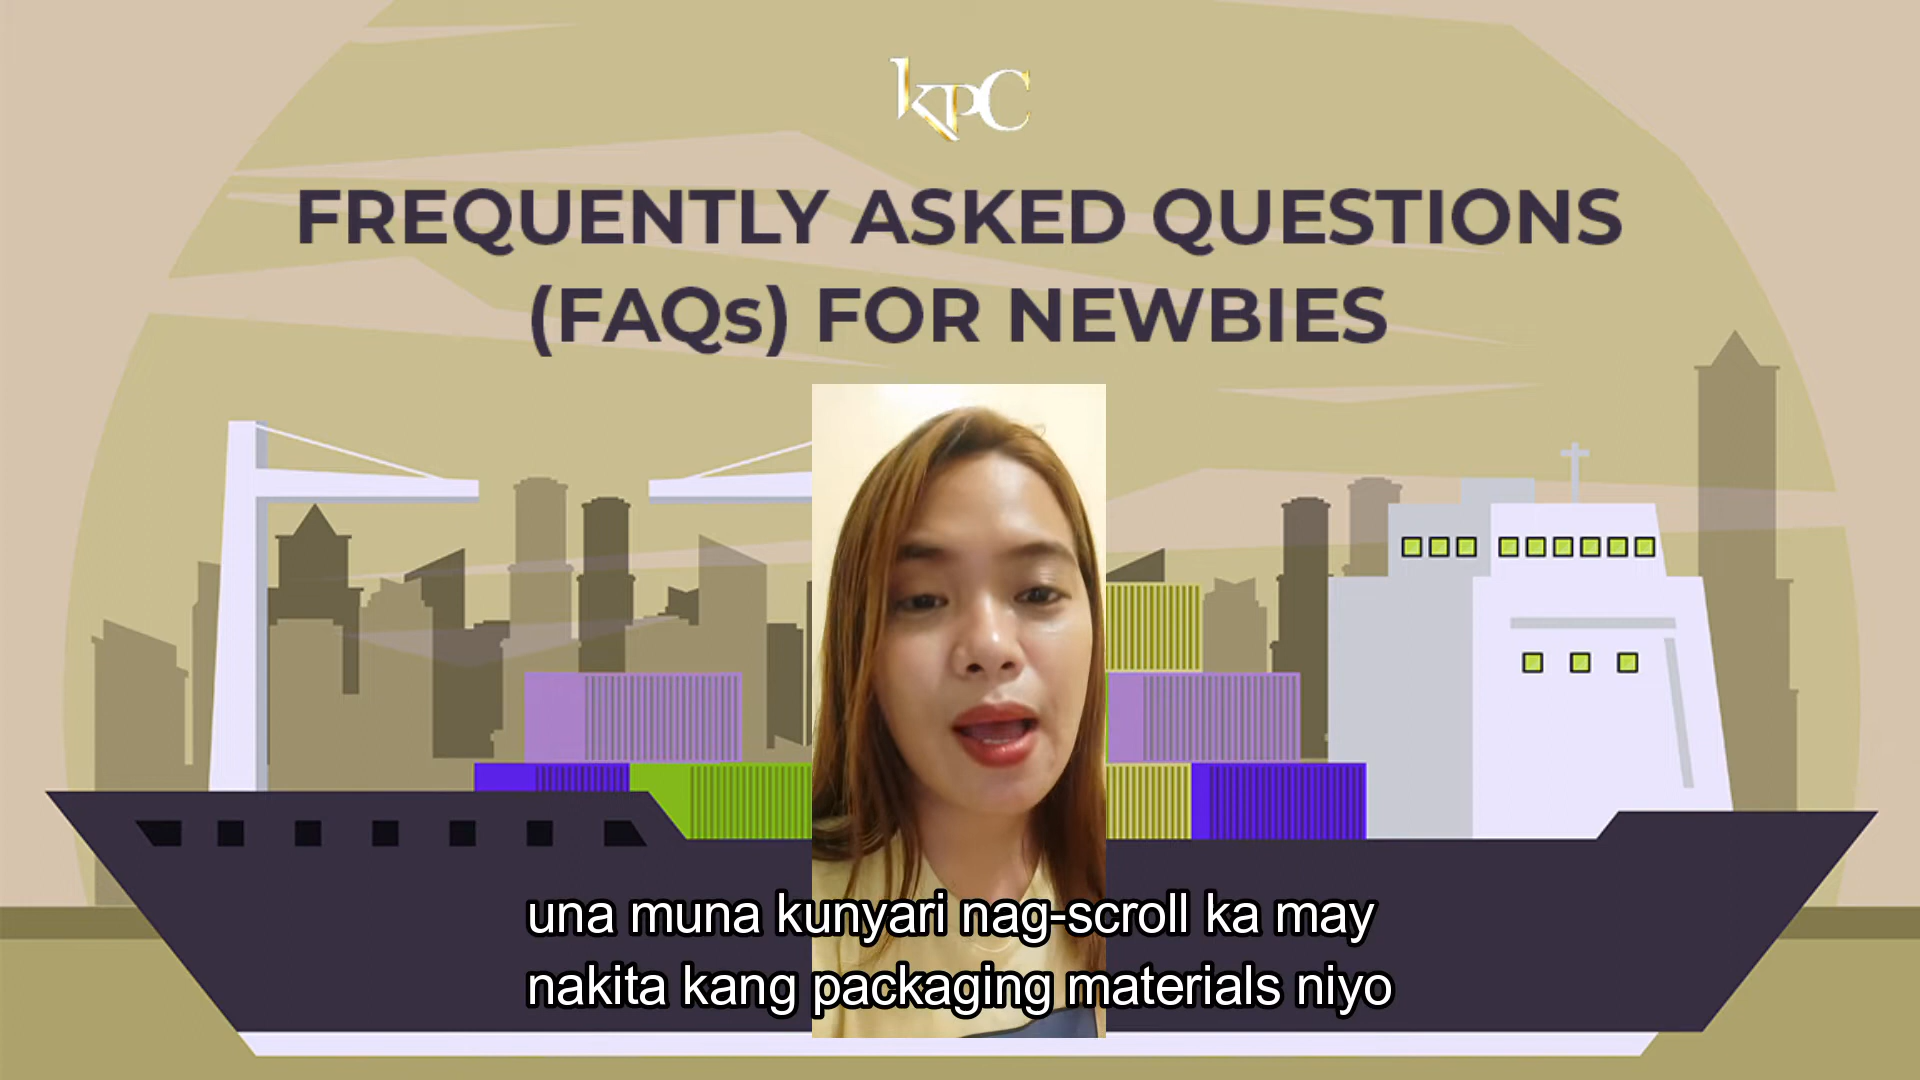 KPC
FREQUENTLY ASKED QUESTIONS
(FAQs) FOR NEWBIES
una muna kunyari nag-scroll ka may
nakita kang packaging materials niyo